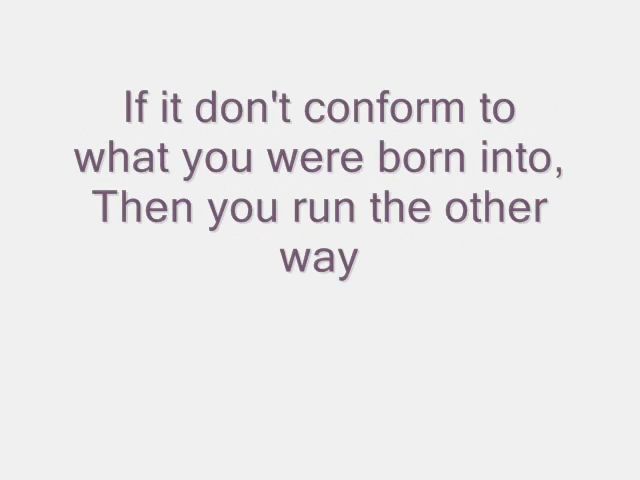 If it don't conform to
what you were born into,
Then you run the other
way